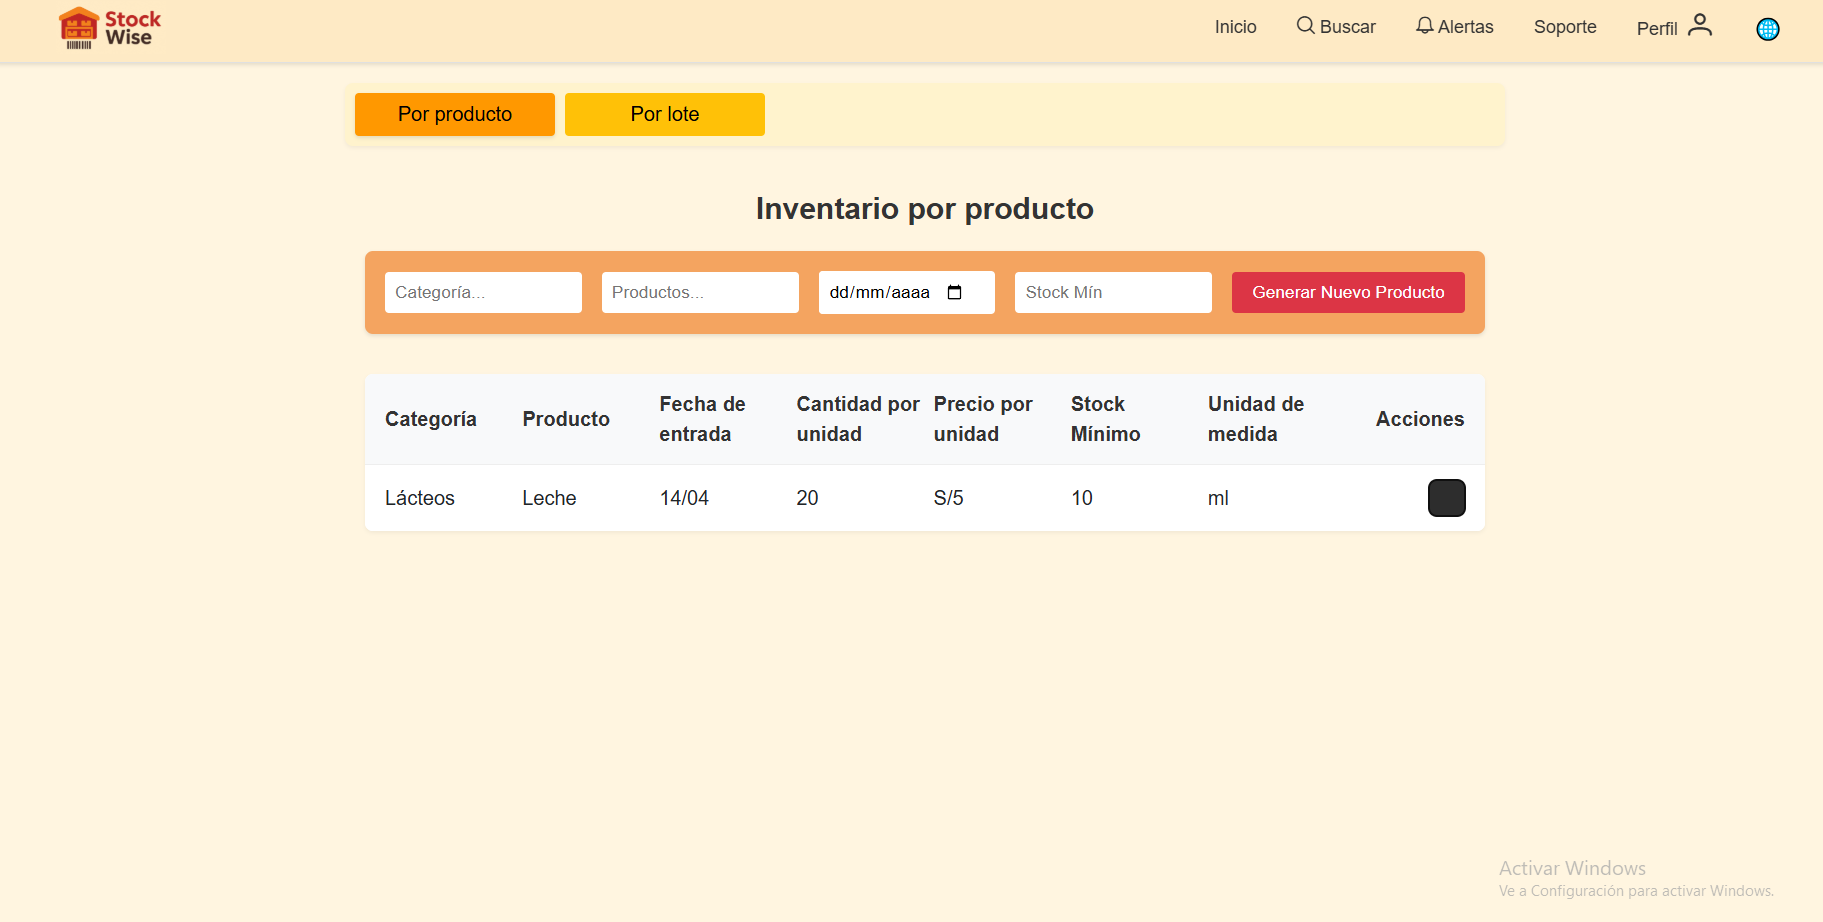 Stock
Wise
Inicio
Buscar
Alertas
Soporte
Perfil
Por producto
Por lote
Inventario por producto
Categoría...
Productos...
dd/mm/aaaa
Stock Mín
Generar Nuevo Producto
Categoría
Producto
Fecha de
entrada
Cantidad por
unidad
Precio por
unidad
Stock
Mínimo
Unidad de
medida
Acciones
Lácteos
Leche
14/04
20
S/5
10
ml
Activar Windows
Ve a Configuración para activar Windows.